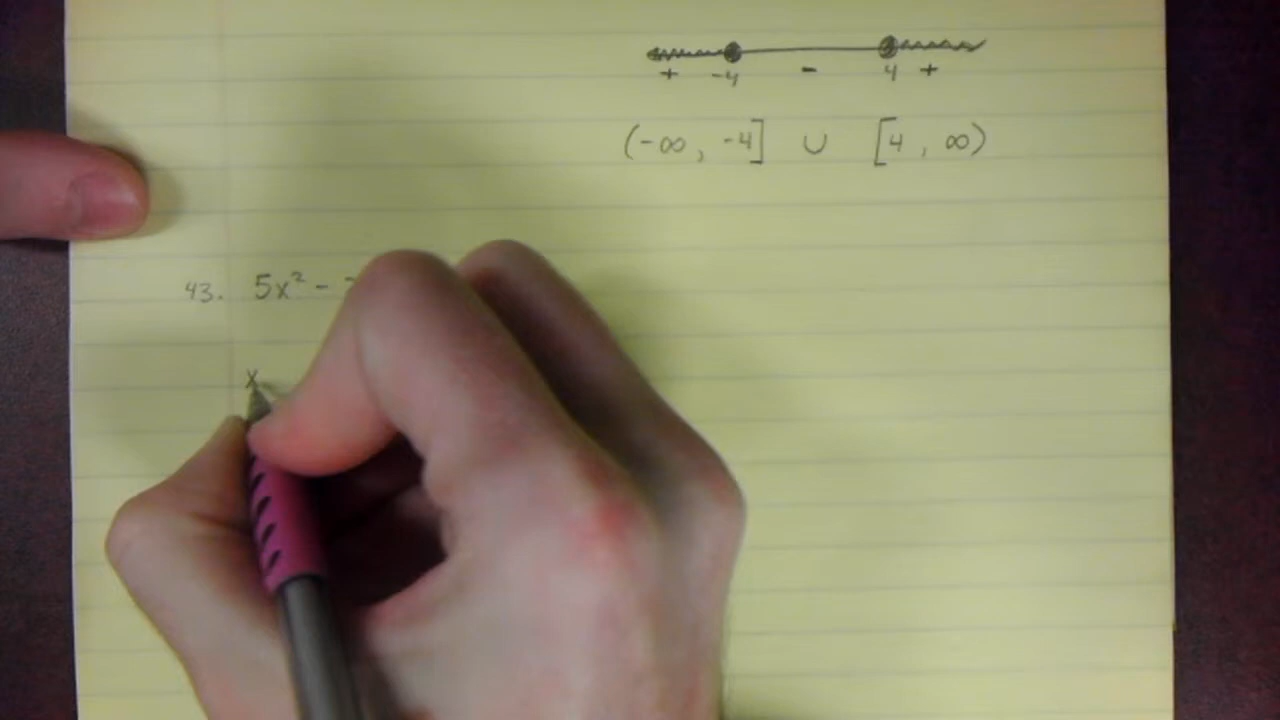 + -4 - 4 +
(-∞, -4] ∪ [4, ∞)
43. 5x² -
x